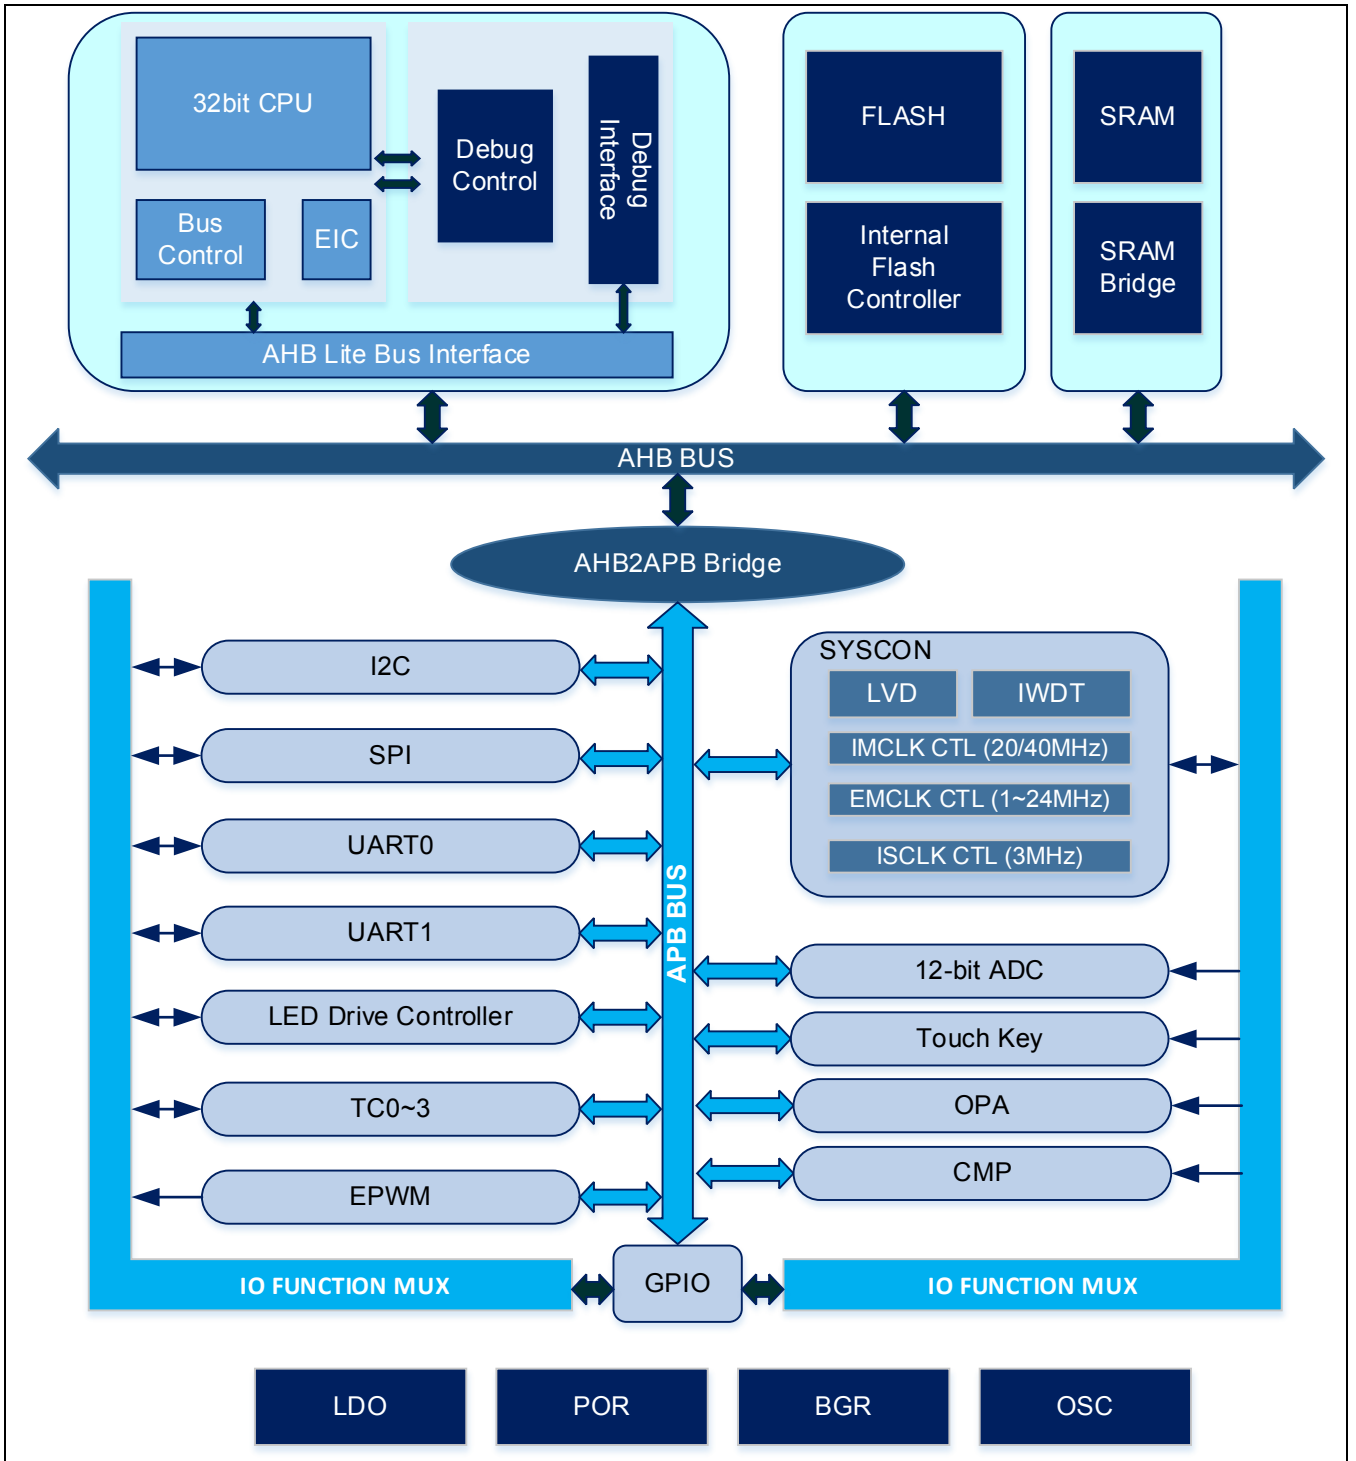 32bit CPU
Bus
Control
EIC
Debug
Control
Debug
Interface
AHB Lite Bus Interface
FLASH
Internal
Flash
Controller
SRAM
SRAM
Bridge
AHB BUS
AHB2APB Bridge
I2C
SPI
UART0
UART1
LED Drive Controller
TC0~3
EPWM
APB BUS
SYSCON
LVD
IWDT
IMCLK CTL (20/40MHz)
EMCLK CTL (1~24MHz)
ISCLK CTL (3MHz)
12-bit ADC
Touch Key
OPA
CMP
IO FUNCTION MUX
GPIO
IO FUNCTION MUX
LDO
POR
BGR
OSC